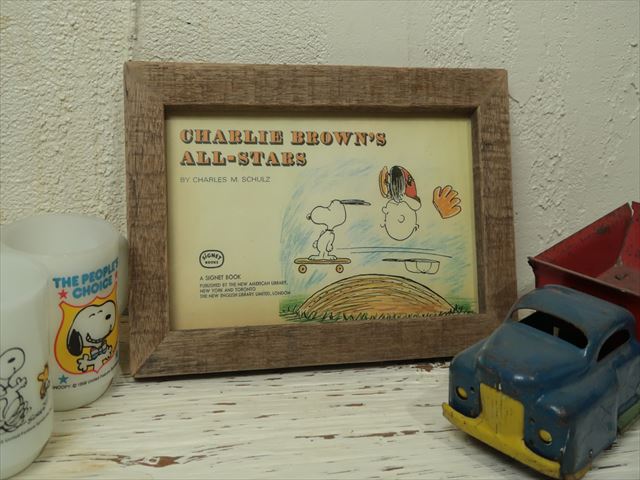 CHARLIE BROWN'S
ALL-STARS
BY CHARLES M. SCHULZ
SIGNET
BOOKS
A SIGNET BOOK
PUBLISHED BY THE NEW AMERICAN LIBRARY,
NEW YORK AND TORONTO
THE NEW ENGLISH LIBRARY LIMITED, LONDON
THE PEOPLE'S
CHOICE